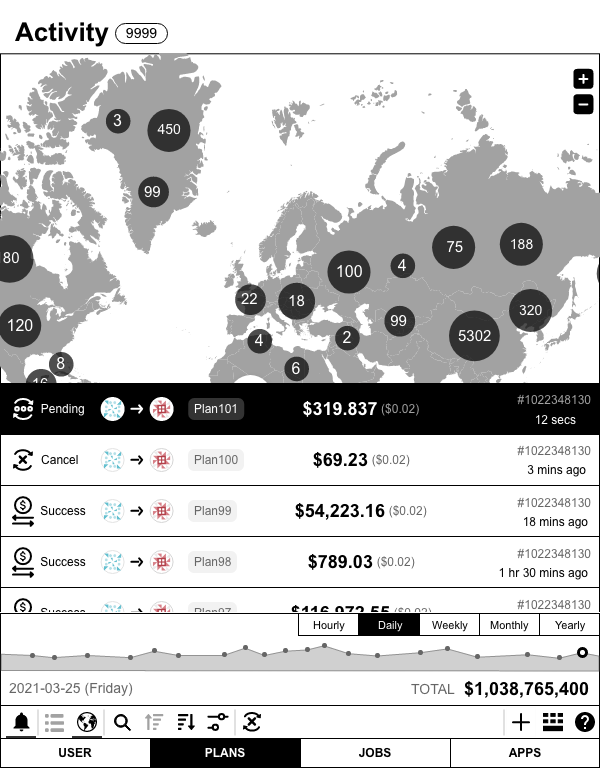 Activity 9999
3
450
99
80
75
188
100
4
22
18
320
120
99
5302
4
2
8
6
16
Pending Plan101 $319.837 ($0.02) #1022348130
12 secs
Cancel Plan100 $69.23 ($0.02) #1022348130
3 mins ago
Success Plan99 $54,223.16 ($0.02) #1022348130
18 mins ago
Success Plan98 $789.03 ($0.02) #1022348130
1 hr 30 mins ago
Success Plan97 $116,972.55 ($0.02) #1022348130
Hourly Daily Weekly Monthly Yearly
2021-03-25 (Friday) TOTAL $1,038,765,400
USER PLANS JOBS APPS